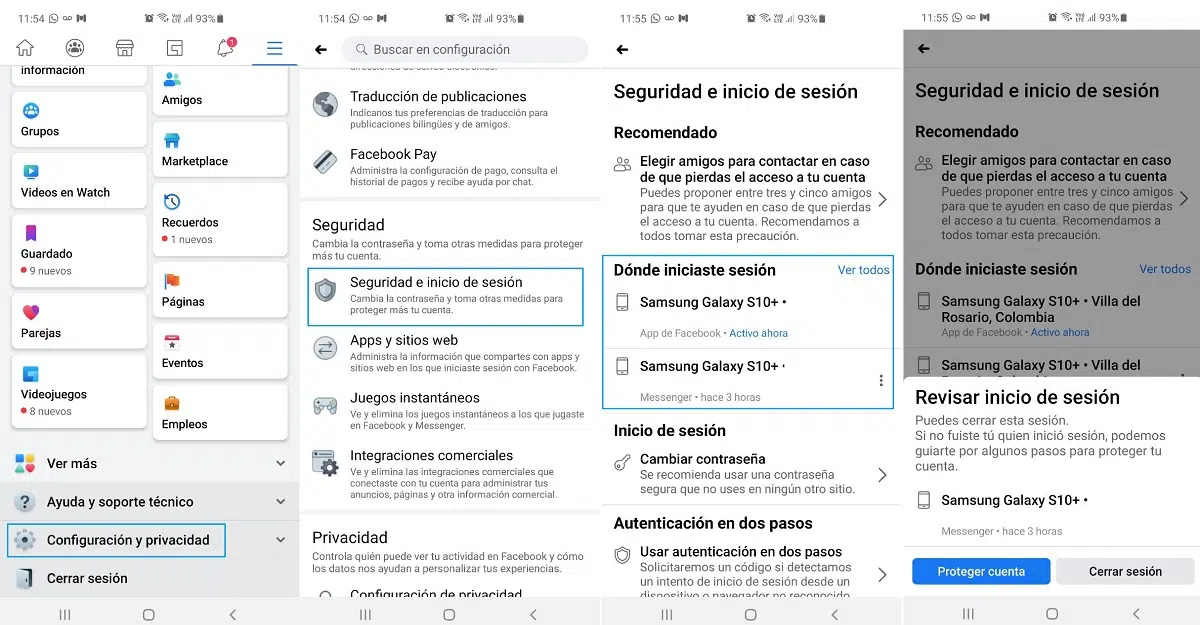 11:54
93%
información
Amigos
Grupos
Marketplace
Videos en Watch
Recuerdos
1 nuevos
Guardado
9 nuevos
Páginas
Parejas
Eventos
Videojuegos
8 nuevos
Empleos
Ver más
Ayuda y soporte técnico
Configuración y privacidad
Cerrar sesión
11:54
93%
Buscar en configuración
Traducción de publicaciones
Indícanos tus preferencias de traducción para
publicaciones bilingües y de amigos.
Facebook Pay
Administra la configuración de pago, consulta el
historial de pagos y recibe ayuda por chat.
Seguridad
Cambia la contraseña y toma otras medidas para proteger
más tu cuenta.
Seguridad e inicio de sesión
Cambia la contraseña y toma otras medidas para
proteger más tu cuenta.
Apps y sitios web
Administra la información que compartes con apps y
sitios web en los que iniciaste sesión con Facebook.
Juegos instantáneos
Ve y elimina los juegos instantáneos a los que jugaste
en Facebook y Messenger.
Integraciones comerciales
Ve y elimina las integraciones comerciales que
conectaste con tu cuenta para administrar tus
anuncios, páginas y otra información comercial.
Privacidad
Controla quién puede ver tu actividad en Facebook y cómo
los datos nos ayudan a personalizar tus experiencias.
Configuración de privacidad
11:55
93%
Seguridad e inicio de sesión
Recomendado
Elegir amigos para contactar en caso
de que pierdas el acceso a tu cuenta
Puedes proponer entre tres y cinco amigos
para que te ayuden en caso de que pierdas
el acceso a tu cuenta. Recomendamos a
todos tomar esta precaución.
Dónde iniciaste sesión Ver todos
Samsung Galaxy S10+ •
App de Facebook • Activo ahora
Samsung Galaxy S10+ •
Messenger • hace 3 horas
Inicio de sesión
Cambiar contraseña
Se recomienda usar una contraseña
segura que no uses en ningún otro sitio.
Autenticación en dos pasos
Usar autenticación en dos pasos
Solicitaremos un código si detectamos
un intento de inicio de sesión desde un
dispositivo o navegador no reconocido
11:55
93%
Seguridad e inicio de sesión
Recomendado
Elegir amigos para contactar en caso
de que pierdas el acceso a tu cuenta
Puedes proponer entre tres y cinco amigos
para que te ayuden en caso de que pierdas
el acceso a tu cuenta. Recomendamos a
todos tomar esta precaución.
Dónde iniciaste sesión Ver todos
Samsung Galaxy S10+ • Villa del
Rosario, Colombia
App de Facebook • Activo ahora
Samsung Galaxy S10+ • Villa del
Revisar inicio de sesión
Puedes cerrar esta sesión.
Si no fuiste tú quien inició sesión, podemos
guiarte por algunos pasos para proteger tu
cuenta.
Samsung Galaxy S10+ •
Messenger • hace 3 horas
Proteger cuenta Cerrar sesión